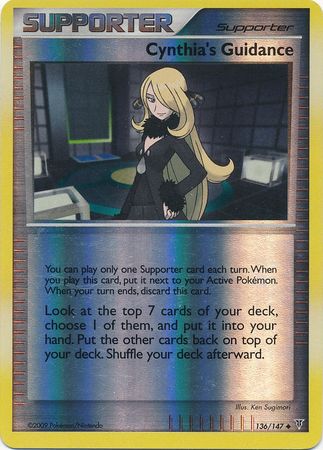 SUPPORTER
Supporter
Cynthia's Guidance
You can play only one Supporter card each turn. When
you play this card, put it next to your Active Pokémon.
When your turn ends, discard this card.
Look at the top 7 cards of your deck,
choose 1 of them, and put it into your
hand. Put the other cards back on top
of your deck. Shuffle your deck afterward.
Illus. Ken Sugimori
©2009 Pokémon/Nintendo
136/147